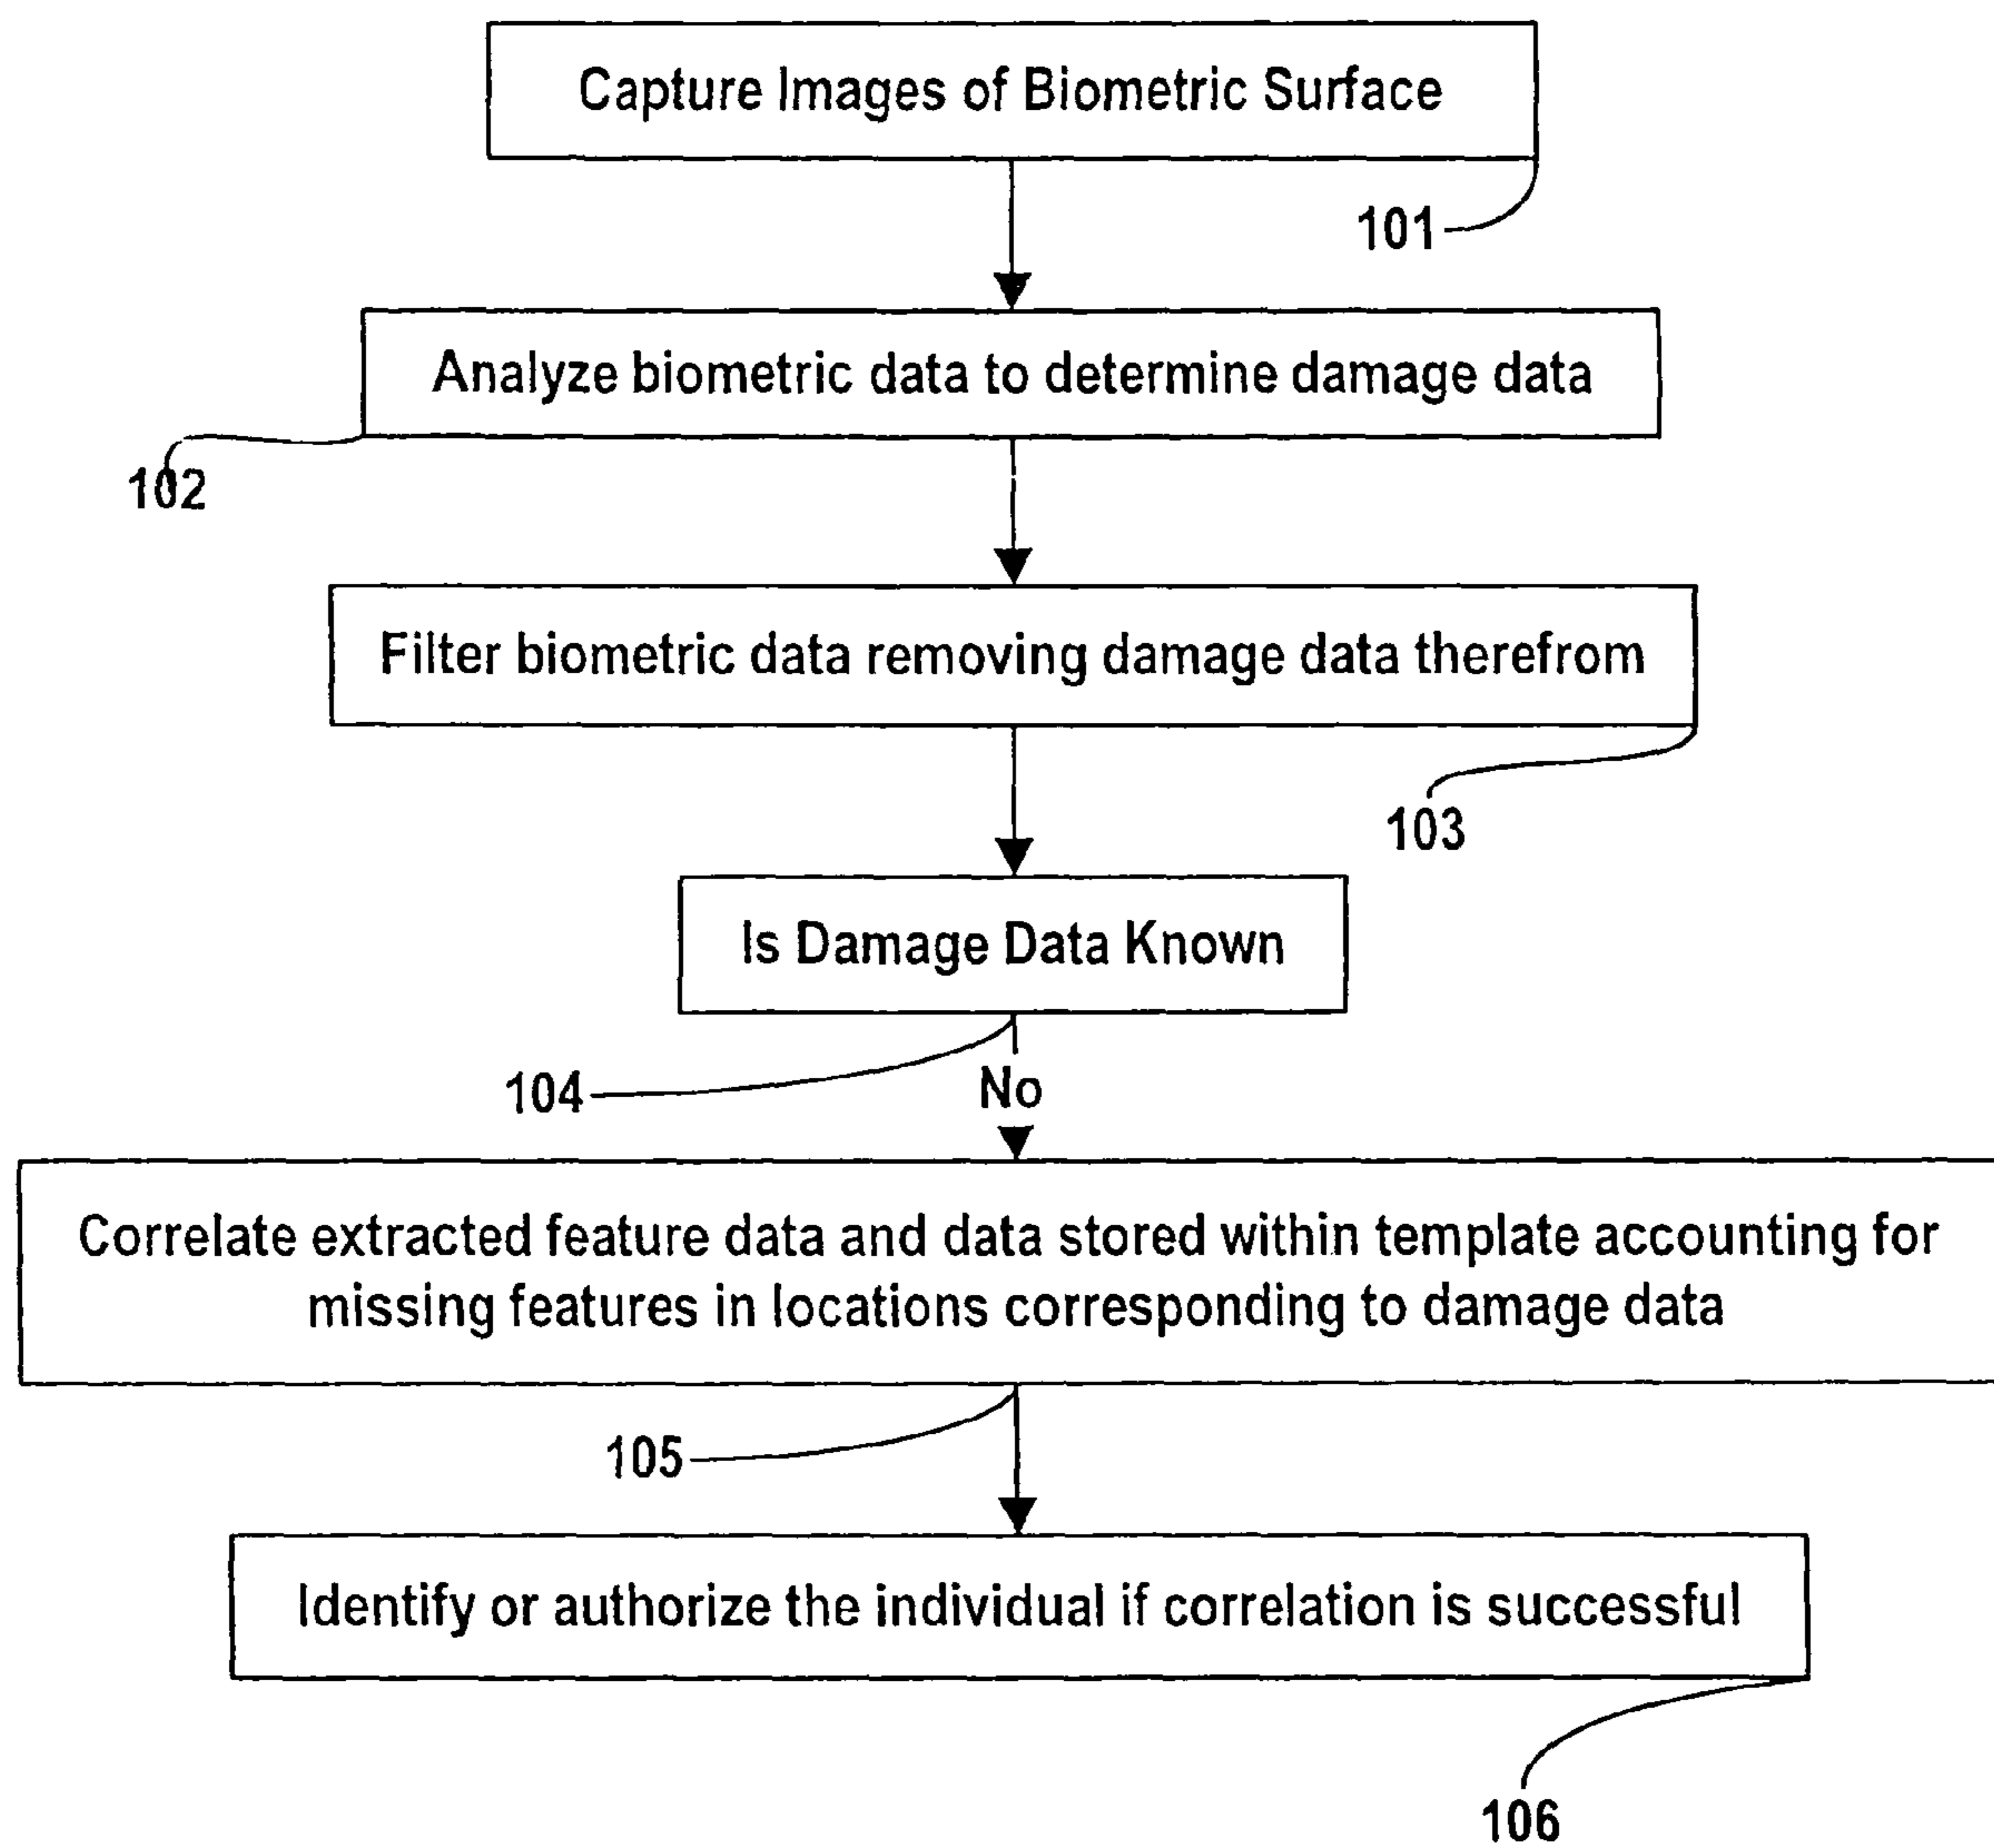 Capture Images of Biometric Surface
101
Analyze biometric data to determine damage data
102
Filter biometric data removing damage data therefrom
103
Is Damage Data Known
104
No
Correlate extracted feature data and data stored within template accounting for
missing features in locations corresponding to damage data
105
Identify or authorize the individual if correlation is successful
106